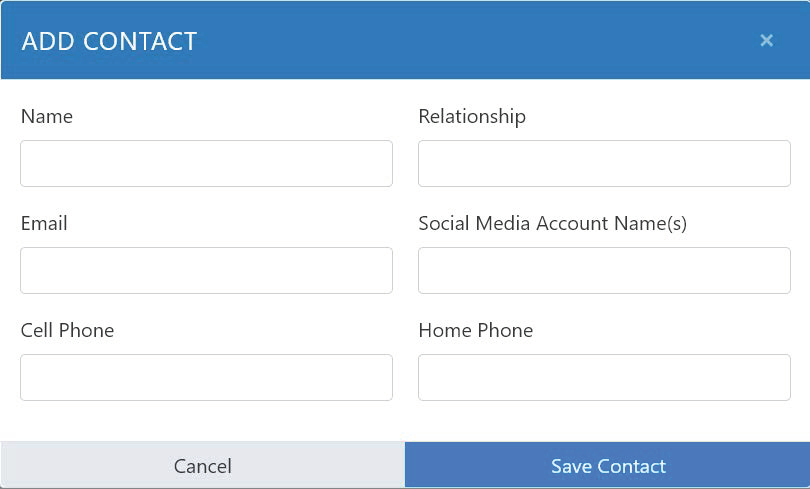 ADD CONTACT ×
Name Relationship
Email Social Media Account Name(s)
Cell Phone Home Phone
Cancel Save Contact